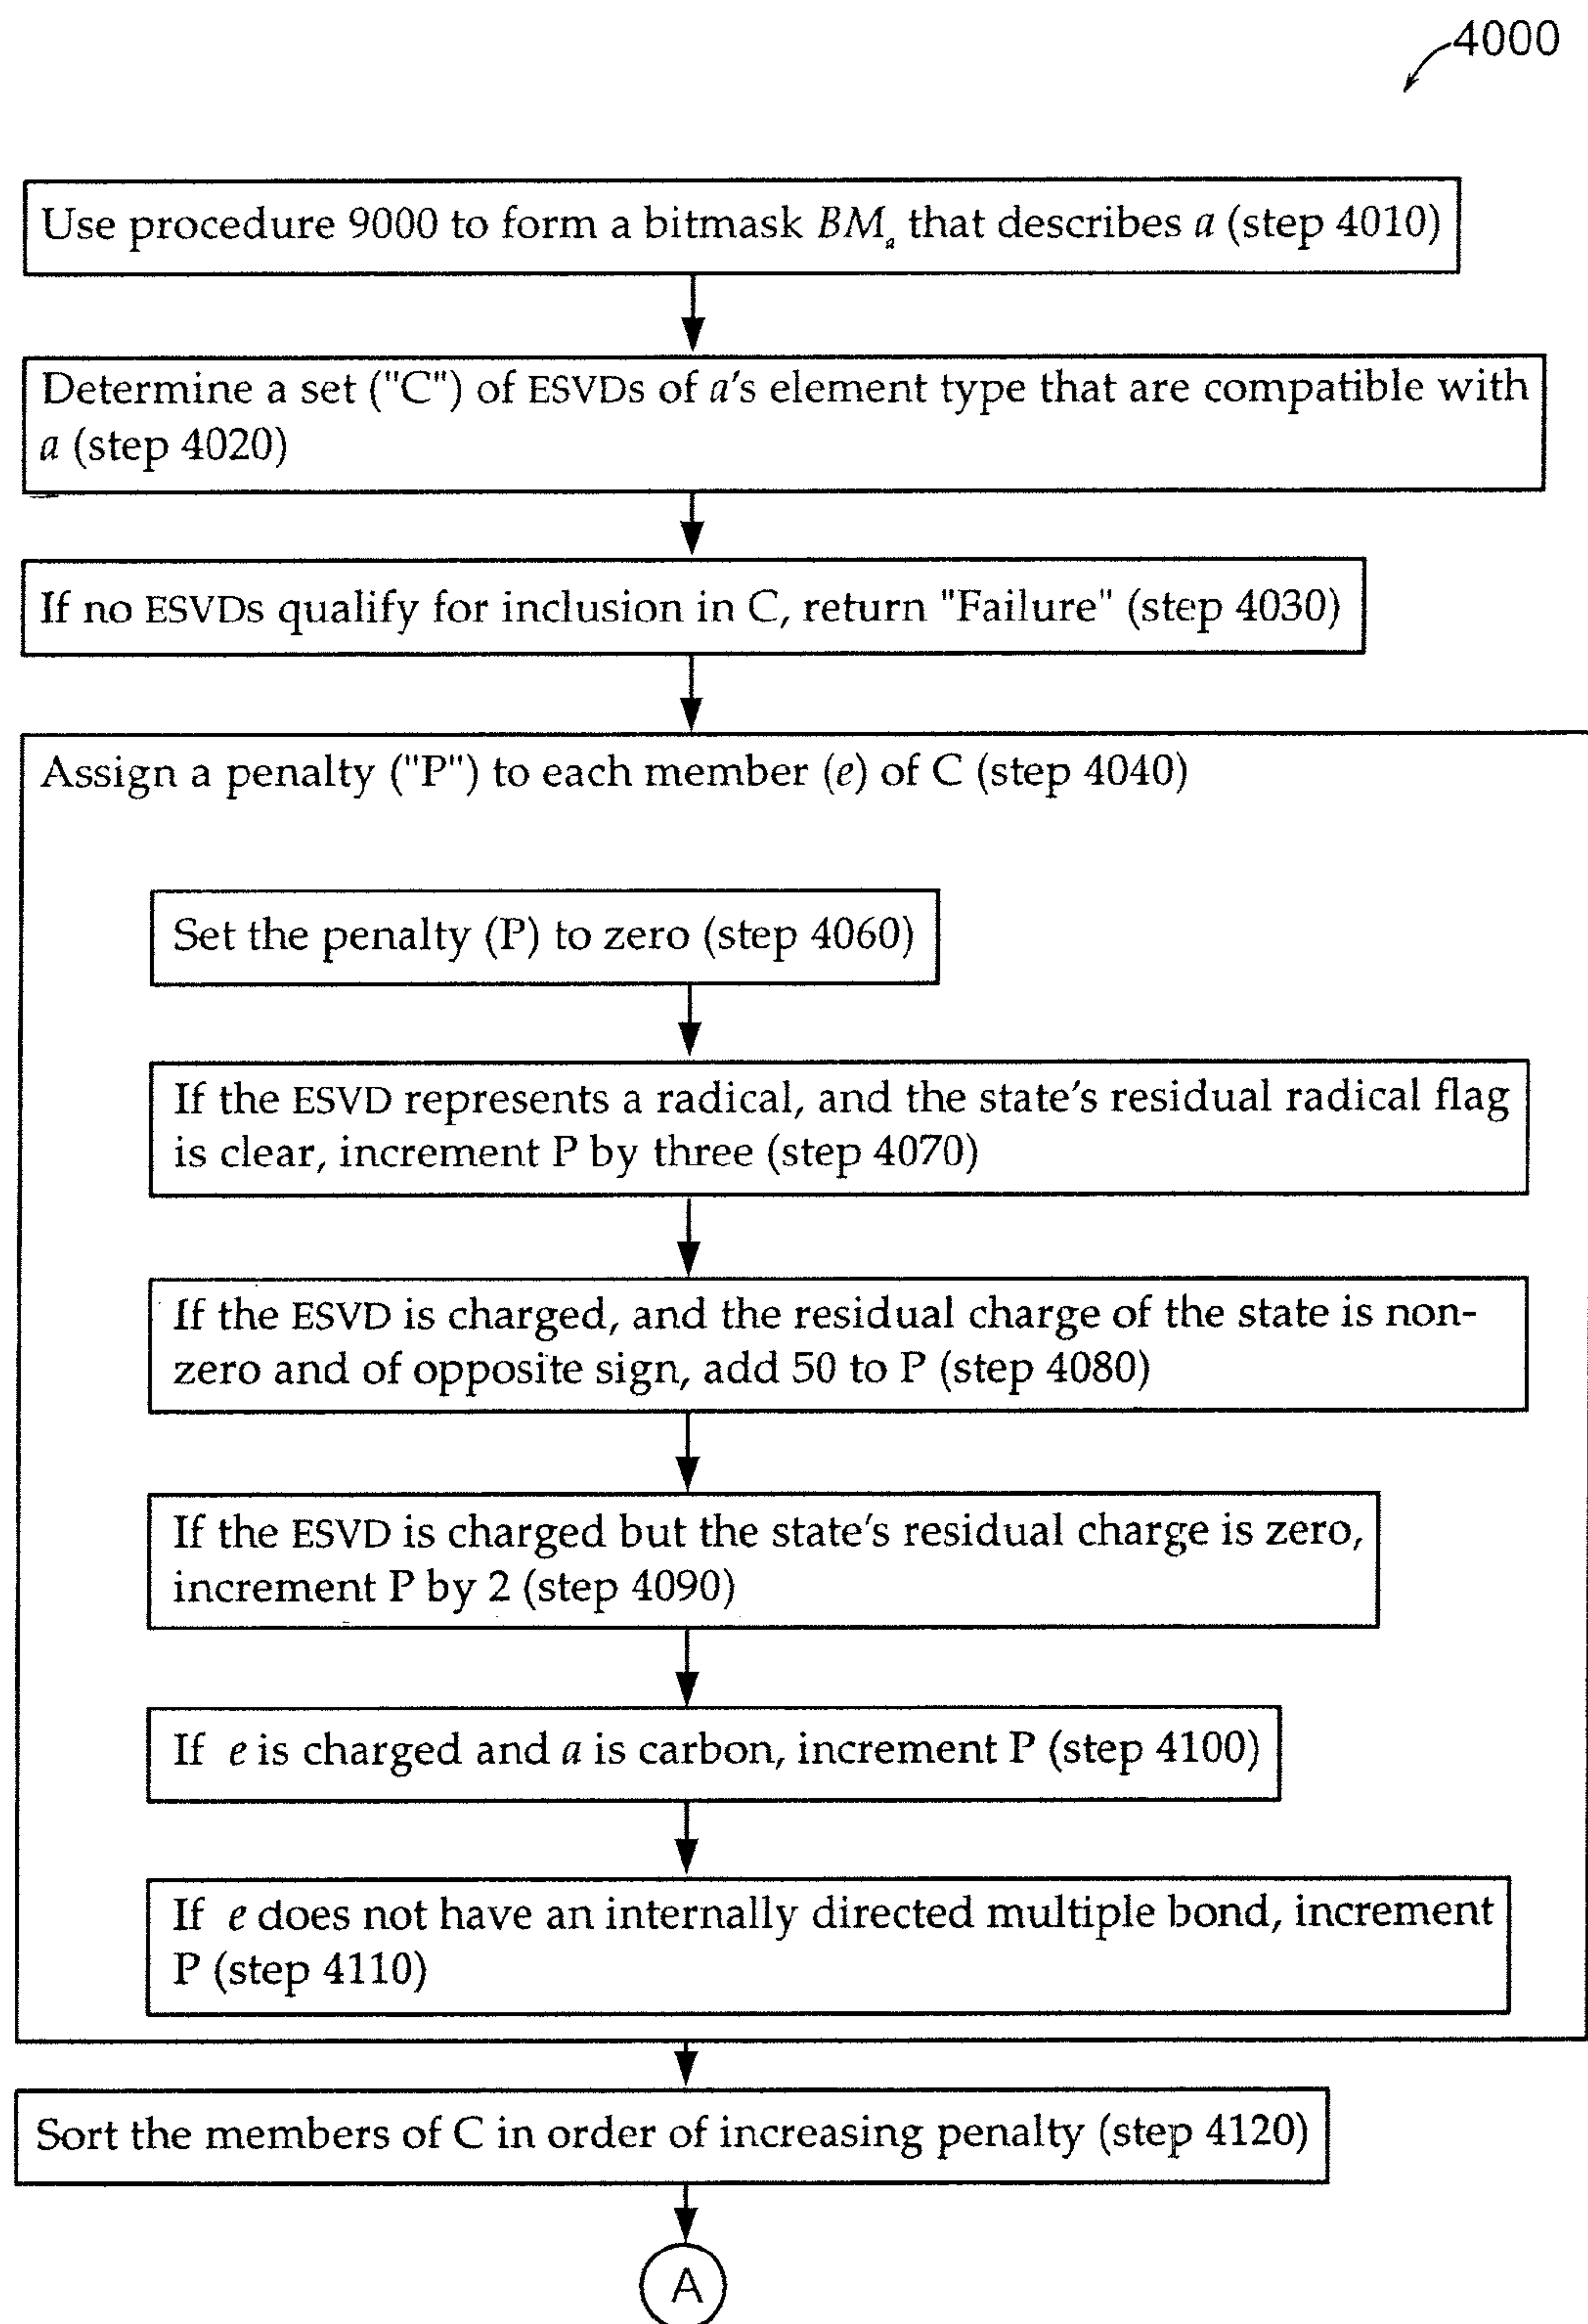 4000
Use procedure 9000 to form a bitmask BMa that describes a (step 4010)
Determine a set ("C") of ESVDs of a's element type that are compatible with
a (step 4020)
If no ESVDs qualify for inclusion in C, return "Failure" (step 4030)
Assign a penalty ("P") to each member (e) of C (step 4040)
Set the penalty (P) to zero (step 4060)
If the ESVD represents a radical, and the state's residual radical flag
is clear, increment P by three (step 4070)
If the ESVD is charged, and the residual charge of the state is non-
zero and of opposite sign, add 50 to P (step 4080)
If the ESVD is charged but the state's residual charge is zero,
increment P by 2 (step 4090)
If e is charged and a is carbon, increment P (step 4100)
If e does not have an internally directed multiple bond, increment
P (step 4110)
Sort the members of C in order of increasing penalty (step 4120)
A